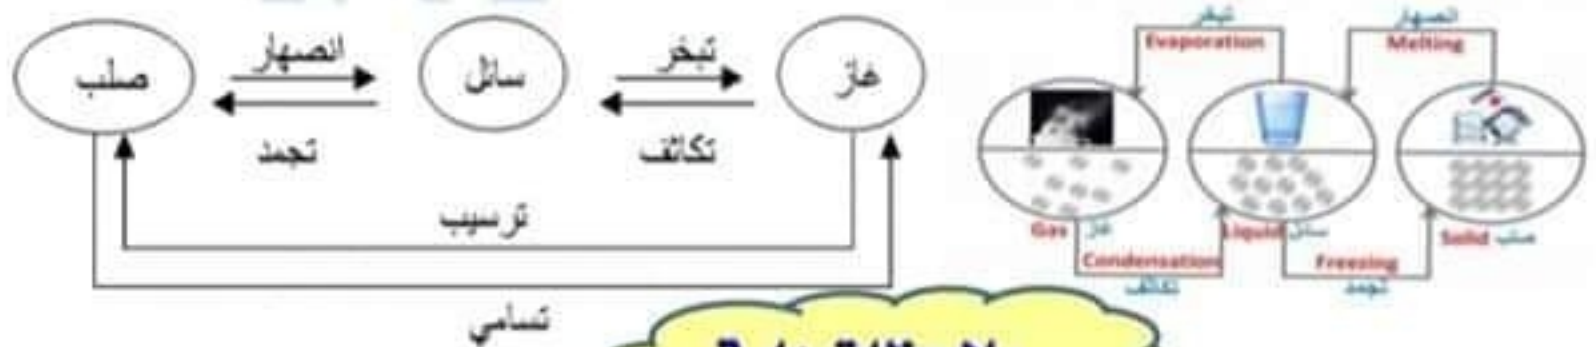 صلب
انصهار
سائل
تبخر
غاز
تجمد
تكاثف
ترسيب
تسامي
تبخر
Evaporation
انصهار
Melting
Gas غاز
Liquid سائل
Solid صلب
Condensation
تكاثف
Freezing
تجمد